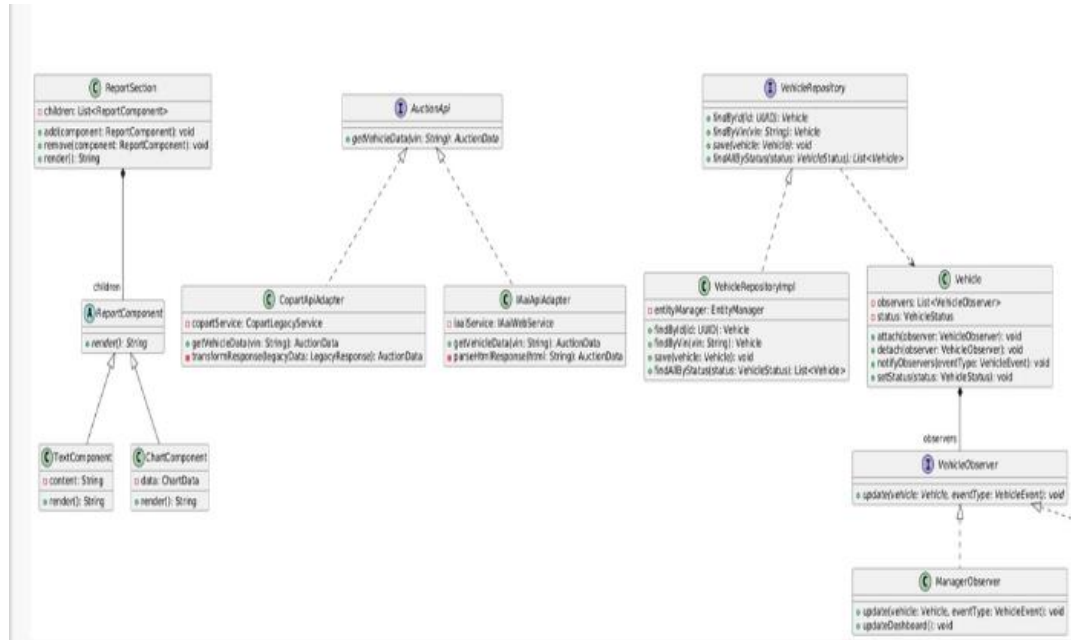 C ReportSection
children: List<ReportComponent>
add(component: ReportComponent): void
remove(component: ReportComponent): void
render(): String
children
A ReportComponent
render(): String
C TextComponent
content: String
render(): String
C ChartComponent
data: ChartData
render(): String
I AuctionApi
getVehicleData(vin: String): AuctionData
C CopartApiAdapter
copartService: CopartLegacyService
getVehicleData(vin: String): AuctionData
transformResponse(legacyData: LegacyResponse): AuctionData
C IAaiApiAdapter
iaaiService: IAaiWebService
getVehicleData(vin: String): AuctionData
parseHtmlResponse(html: String): AuctionData
I VehicleRepository
findById(id: UUID): Vehicle
findByVin(vin: String): Vehicle
save(vehicle: Vehicle): void
findAllByStatus(status: VehicleStatus): List<Vehicle>
C VehicleRepositoryImpl
entityManager: EntityManager
findById(id: UUID): Vehicle
findByVin(vin: String): Vehicle
save(vehicle: Vehicle): void
findAllByStatus(status: VehicleStatus): List<Vehicle>
C Vehicle
observers: List<VehicleObserver>
status: VehicleStatus
attach(observer: VehicleObserver): void
detach(observer: VehicleObserver): void
notifyObservers(eventType: VehicleEvent): void
setStatus(status: VehicleStatus): void
observers
I VehicleObserver
update(vehicle: Vehicle, eventType: VehicleEvent): void
C ManagerObserver
update(vehicle: Vehicle, eventType: VehicleEvent): void
updateDashboard(): void